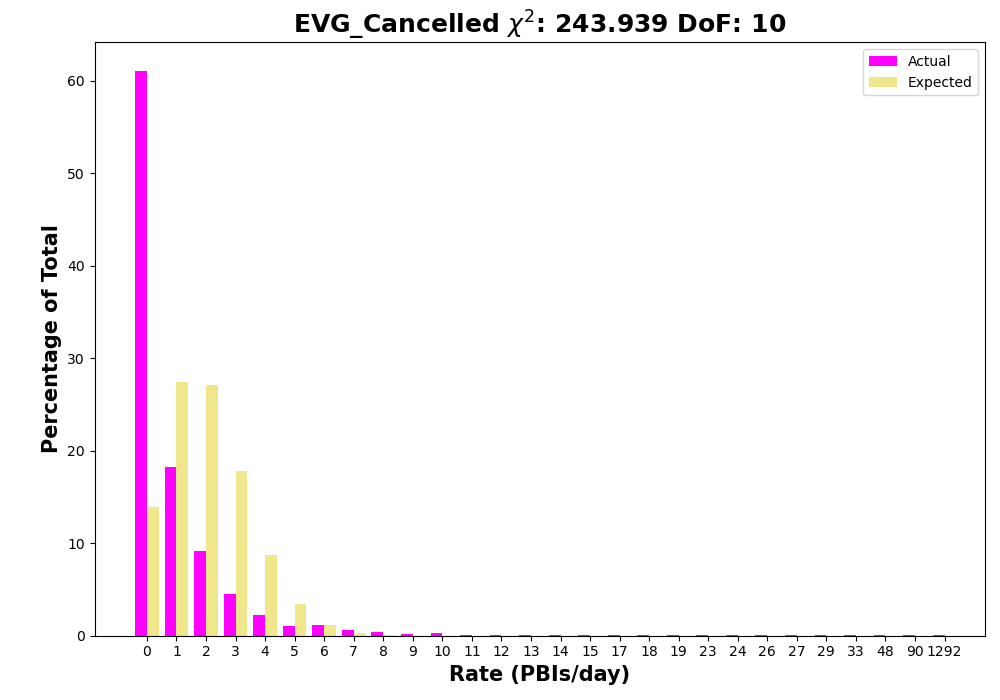 EVG_Cancelled χ²: 243.939 DoF: 10
Actual
Expected
Percentage of Total
60
50
40
30
20
10
0
0 1 2 3 4 5 6 7 8 9 10 11 12 13 14 15 17 18 19 23 24 26 27 29 33 48 90 1292
Rate (PBIs/day)